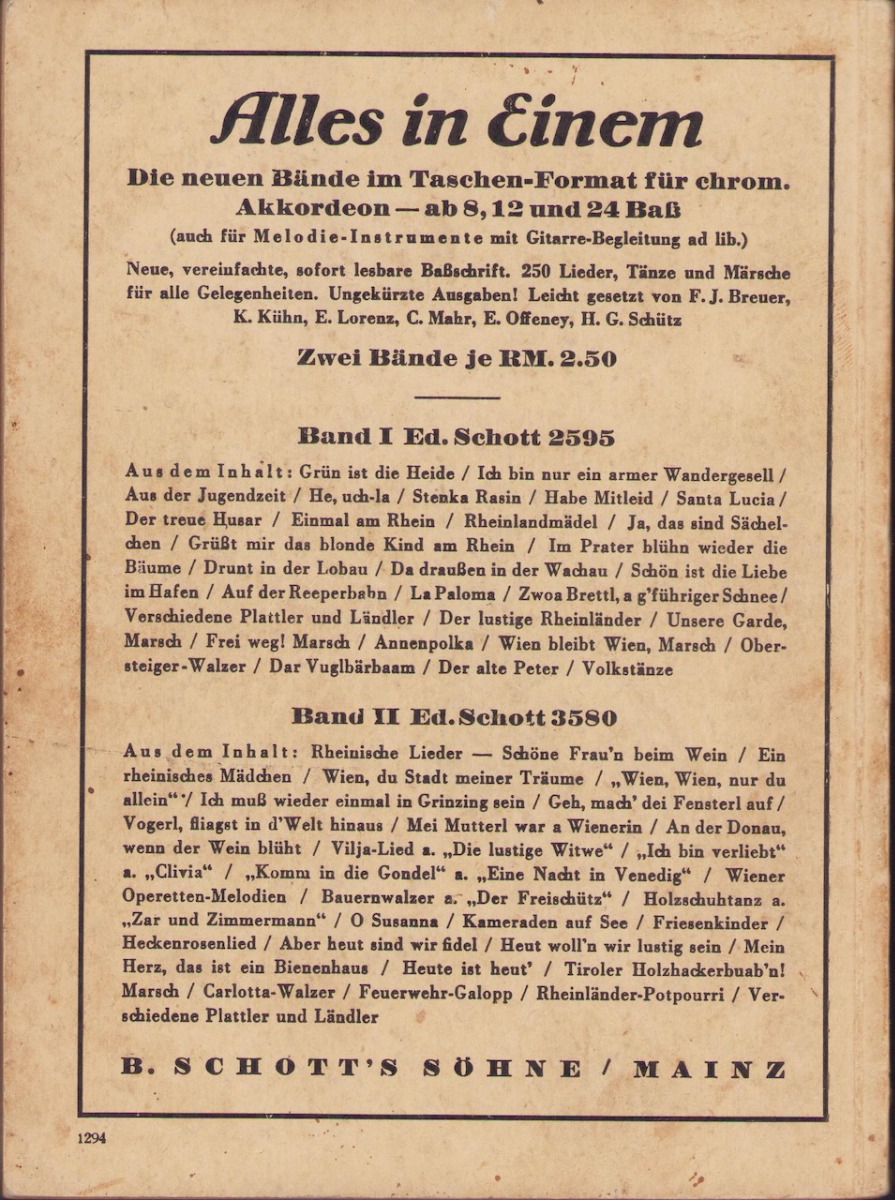 Alles in Einem
Die neuen Bände im Taschen-Format für chrom.
Akkordeon — ab 8, 12 und 24 Baß
(auch für Melodie-Instrumente mit Gitarre-Begleitung ad lib.)
Neue, vereinfachte, sofort lesbare Baßschrift. 250 Lieder, Tänze und Märsche
für alle Gelegenheiten. Ungekürzte Ausgaben! Leicht gesetzt von F. J. Breuer,
K. Kühn, E. Lorenz, C. Mahr, E. Offeney, H. G. Schütz
Zwei Bände je RM. 2.50
Band I Ed. Schott 2595
Aus dem Inhalt: Grün ist die Heide / Ich bin nur ein armer Wandergesell /
Aus der Jugendzeit / He, uch-la / Stenka Rasin / Habe Mitleid / Santa Lucia /
Der treue Husar / Einmal am Rhein / Rheinlandmädel / Ja, das sind Sächel-
chen / Grüßt mir das blonde Kind am Rhein / Im Prater blühn wieder die
Bäume / Drunt in der Lobau / Da draußen in der Wachau / Schön ist die Liebe
im Hafen / Auf der Reeperbahn / La Paloma / Zwoa Brettl, a g'führiger Schnee /
Verschiedene Plattler und Ländler / Der lustige Rheinländer / Unsere Garde,
Marsch / Frei weg! Marsch / Annenpolka / Wien bleibt Wien, Marsch / Ober-
steiger-Walzer / Dar Vuglbärbaam / Der alte Peter / Volkstänze
Band II Ed. Schott 3580
Aus dem Inhalt: Rheinische Lieder — Schöne Frau'n beim Wein / Ein
rheinisches Mädchen / Wien, du Stadt meiner Träume / „Wien, Wien, nur du
allein“ / Ich muß wieder einmal in Grinzing sein / Geh, mach' dei Fensterl auf /
Vogerl, fliagst in d'Welt hinaus / Mei Mutterl war a Wienerin / An der Donau,
wenn der Wein blüht / Vilja-Lied a. „Die lustige Witwe“ / „Ich bin verliebt“
a. „Clivia“ / „Komm in die Gondel“ a. „Eine Nacht in Venedig“ / Wiener
Operetten-Melodien / Bauernwalzer a. „Der Freischütz“ / Holzschuhtanz a.
„Zar und Zimmermann“ / O Susanna / Kameraden auf See / Friesenkinder /
Heckenrosenlied / Aber heut sind wir fidel / Heut woll'n wir lustig sein / Mein
Herz, das ist ein Bienenhaus / Heute ist heut' / Tiroler Holzhackerbuab'n!
Marsch / Carlotta-Walzer / Feuerwehr-Galopp / Rheinländer-Potpourri / Ver-
schiedene Plattler und Ländler
B. SCHOTT'S SÖHNE / MAINZ
1294